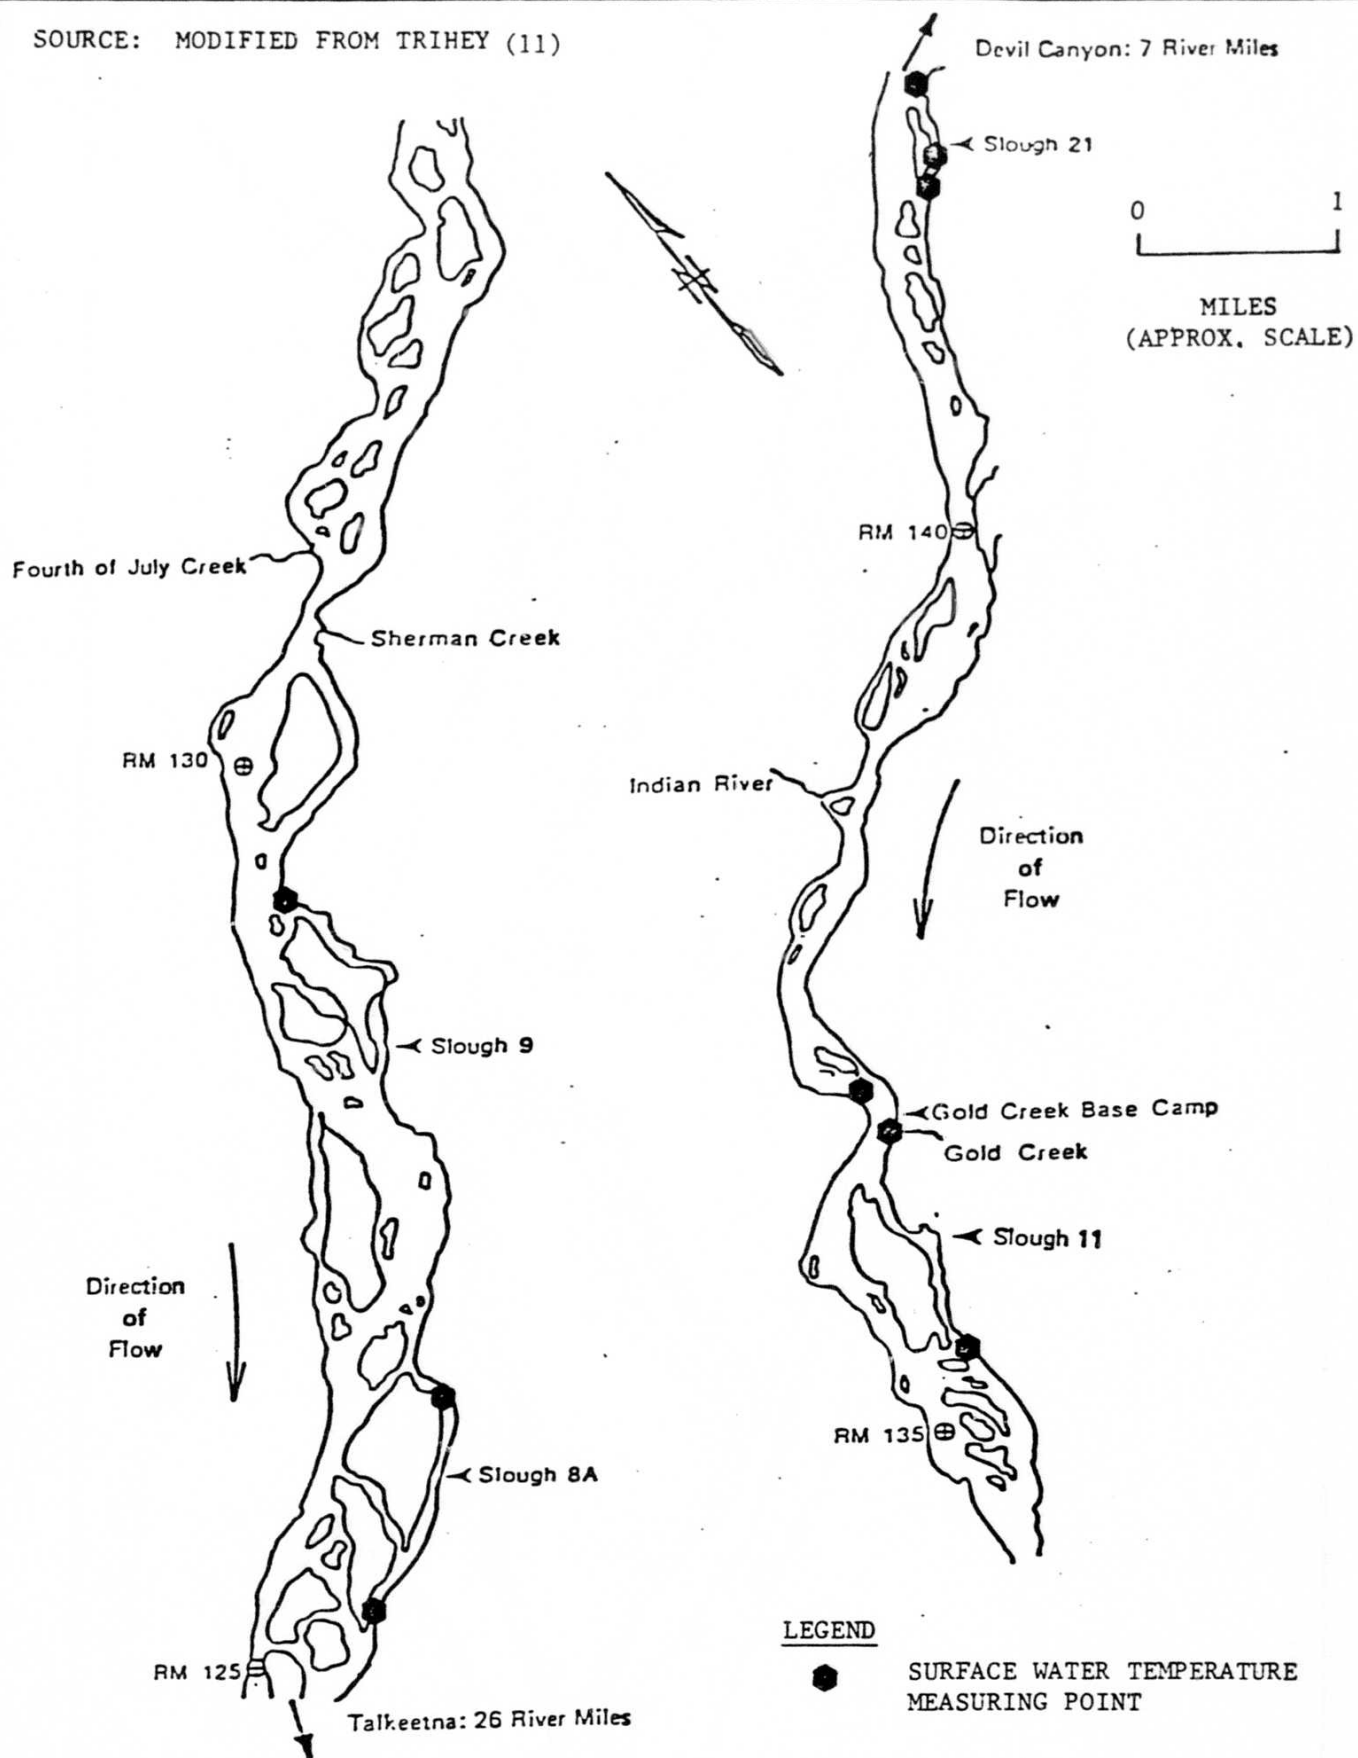 SOURCE: MODIFIED FROM TRIHEY (11)
Devil Canyon: 7 River Miles
Slough 21
0 1
MILES
(APPROX. SCALE)
RM 140
Fourth of July Creek
Sherman Creek
RM 130
Indian River
Direction
of
Flow
Slough 9
Gold Creek Base Camp
Gold Creek
Slough 11
Direction
of
Flow
RM 135
Slough 8A
LEGEND
SURFACE WATER TEMPERATURE
MEASURING POINT
RM 125
Talkeetna: 26 River Miles